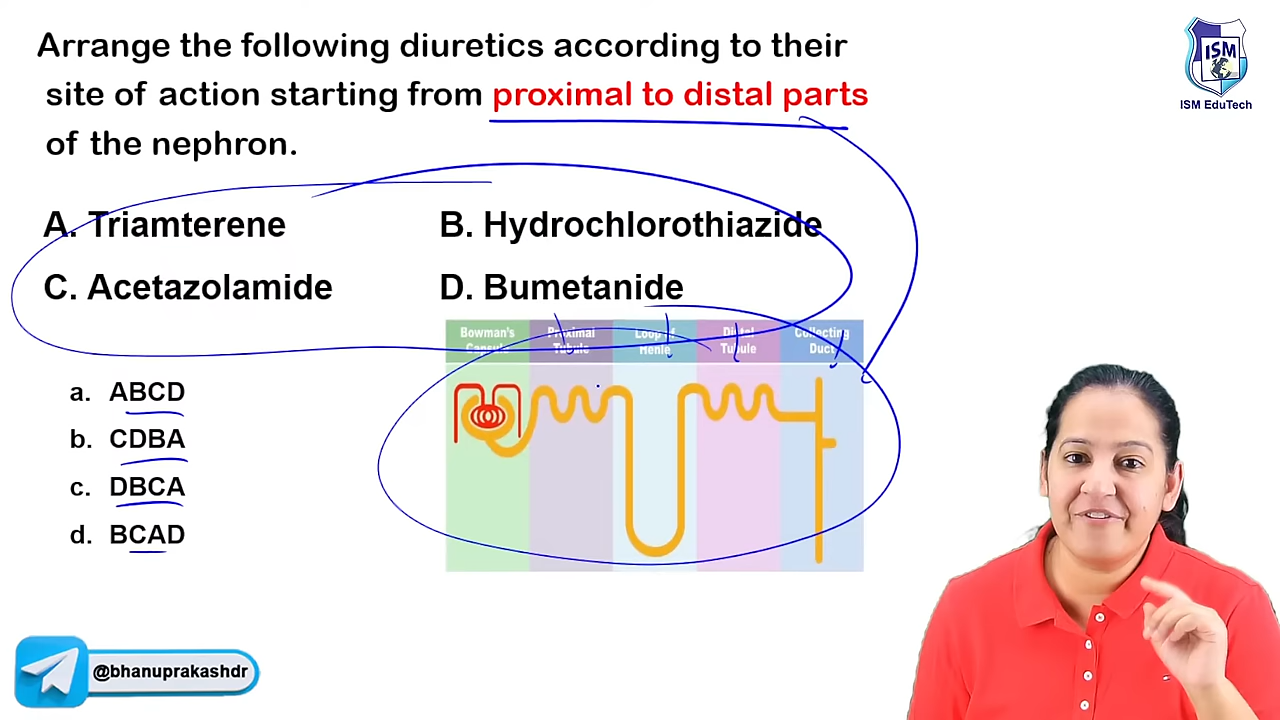 Arrange the following diuretics according to their
site of action starting from proximal to distal parts
of the nephron.
ISM
ISM EduTech
A. Triamterene
B. Hydrochlorothiazide
C. Acetazolamide
D. Bumetanide
Bowman's
Capsule
Proximal
Tubule
Loop of
Henle
Distal
Tubule
Collecting
Duct
a. ABCD
b. CDBA
c. DBCA
d. BCAD
@bhanuprakashdr